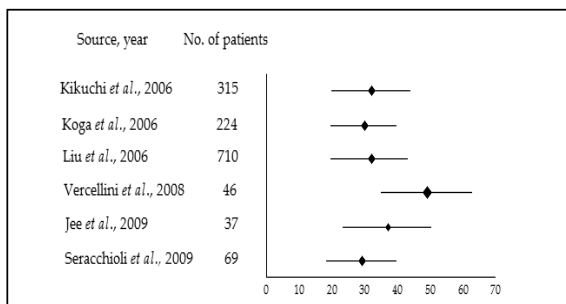 Source, year No. of patients
Kikuchi et al., 2006 315
Koga et al., 2006 224
Liu et al., 2006 710
Vercellini et al., 2008 46
Jee et al., 2009 37
Seracchioli et al., 2009 69
0 10 20 30 40 50 60 70